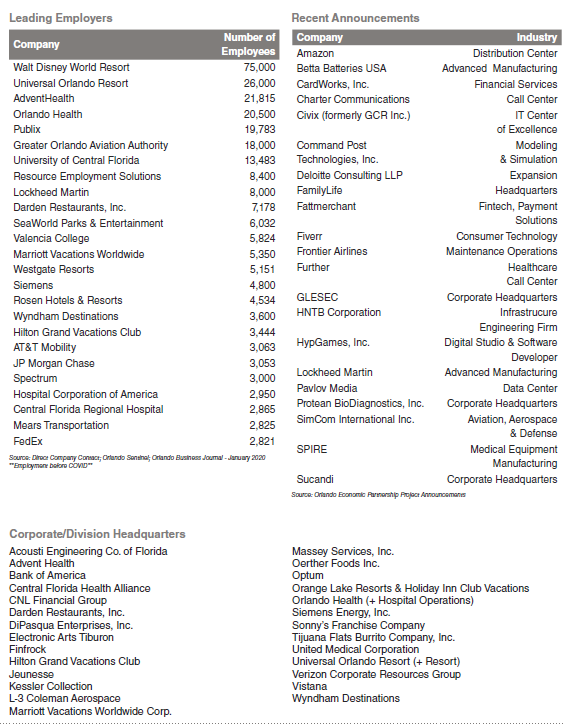 Leading Employers
Company Number of Employees
Walt Disney World Resort 75,000
Universal Orlando Resort 26,000
AdventHealth 21,815
Orlando Health 20,500
Publix 19,783
Greater Orlando Aviation Authority 18,000
University of Central Florida 13,483
Resource Employment Solutions 8,400
Lockheed Martin 8,000
Darden Restaurants, Inc. 7,178
SeaWorld Parks & Entertainment 6,032
Valencia College 5,824
Marriott Vacations Worldwide 5,350
Westgate Resorts 5,151
Siemens 4,800
Rosen Hotels & Resorts 4,534
Wyndham Destinations 3,600
Hilton Grand Vacations Club 3,444
AT&T Mobility 3,063
JP Morgan Chase 3,053
Spectrum 3,000
Hospital Corporation of America 2,950
Central Florida Regional Hospital 2,865
Mears Transportation 2,825
FedEx 2,821
Source: Direct Company Contact; Orlando Sentinel; Orlando Business Journal - January 2020
**Employment before COVID**
Recent Announcements
Company Industry
Amazon Distribution Center
Betta Batteries USA Advanced Manufacturing
CardWorks, Inc. Financial Services
Charter Communications Call Center
Civix (formerly GCR Inc.) IT Center
of Excellence
Command Post Modeling
Technologies, Inc. & Simulation
Deloitte Consulting LLP Expansion
FamilyLife Headquarters
Fattmerchant Fintech, Payment
Solutions
Fiverr Consumer Technology
Frontier Airlines Maintenance Operations
Further Healthcare
Call Center
GLESEC Corporate Headquarters
HNTB Corporation Infrastrucure
Engineering Firm
HypGames, Inc. Digital Studio & Software
Developer
Lockheed Martin Advanced Manufacturing
Pavlov Media Data Center
Protean BioDiagnostics, Inc. Corporate Headquarters
SimCom International Inc. Aviation, Aerospace
& Defense
SPIRE Medical Equipment
Manufacturing
Sucandi Corporate Headquarters
Source: Orlando Economic Partnership Project Announcements
Corporate/Division Headquarters
Acousti Engineering Co. of Florida
Advent Health
Bank of America
Central Florida Health Alliance
CNL Financial Group
Darden Restaurants, Inc.
DiPasqua Enterprises, Inc.
Electronic Arts Tiburon
Finfrock
Hilton Grand Vacations Club
Jeunesse
Kessler Collection
L-3 Coleman Aerospace
Marriott Vacations Worldwide Corp.
Massey Services, Inc.
Oerther Foods Inc.
Optum
Orange Lake Resorts & Holiday Inn Club Vacations
Orlando Health (+ Hospital Operations)
Siemens Energy, Inc.
Sonny's Franchise Company
Tijuana Flats Burrito Company, Inc.
United Medical Corporation
Universal Orlando Resort (+ Resort)
Verizon Corporate Resources Group
Vistana
Wyndham Destinations